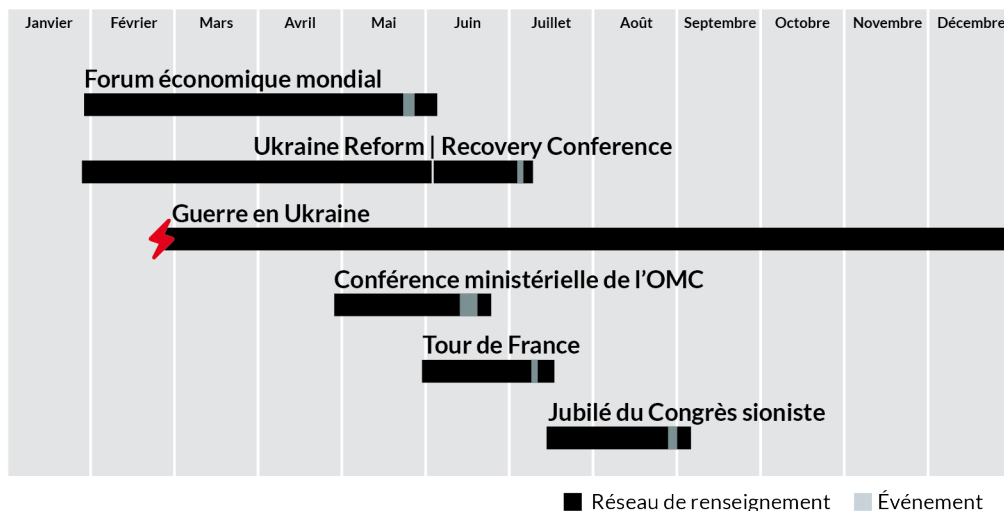 Janvier Février Mars Avril Mai Juin Juillet Août Septembre Octobre Novembre Décembre
Forum économique mondial
Ukraine Reform | Recovery Conference
Guerre en Ukraine
Conférence ministérielle de l’OMC
Tour de France
Jubilé du Congrès sioniste
Réseau de renseignement Événement